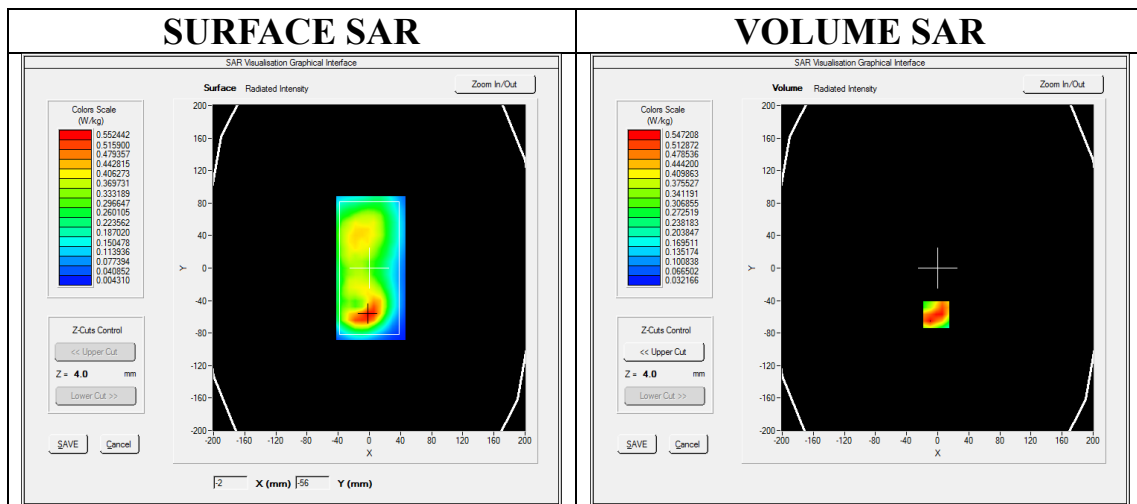 SURFACE SAR
SAR Visualisation Graphical Interface
Surface Radiated Intensity
Zoom In/Out
Colors Scale
(W/kg)
0.552442
0.515900
0.479357
0.442815
0.406273
0.369731
0.333189
0.296647
0.260105
0.223562
0.187020
0.150478
0.113936
0.077394
0.040852
0.004310
Z-Cuts Control
<< Upper Cut
Z = 4.0 mm
Lower Cut >>
SAVE Cancel
200
160
120
80
40
0
-40
-80
-120
-160
-200
Y
-200 -160 -120 -80 -40 0 40 80 120 160 200
X
-2 X (mm) -56 Y (mm)
VOLUME SAR
SAR Visualisation Graphical Interface
Volume Radiated Intensity
Zoom In/Out
Colors Scale
(W/kg)
0.547208
0.512872
0.478536
0.444200
0.409863
0.375527
0.341191
0.306855
0.272519
0.238183
0.203847
0.169511
0.135174
0.100838
0.066502
0.032166
Z-Cuts Control
<< Upper Cut
Z = 4.0 mm
Lower Cut >>
SAVE Cancel
200
160
120
80
40
0
-40
-80
-120
-160
-200
Y
-200 -160 -120 -80 -40 0 40 80 120 160 200
X